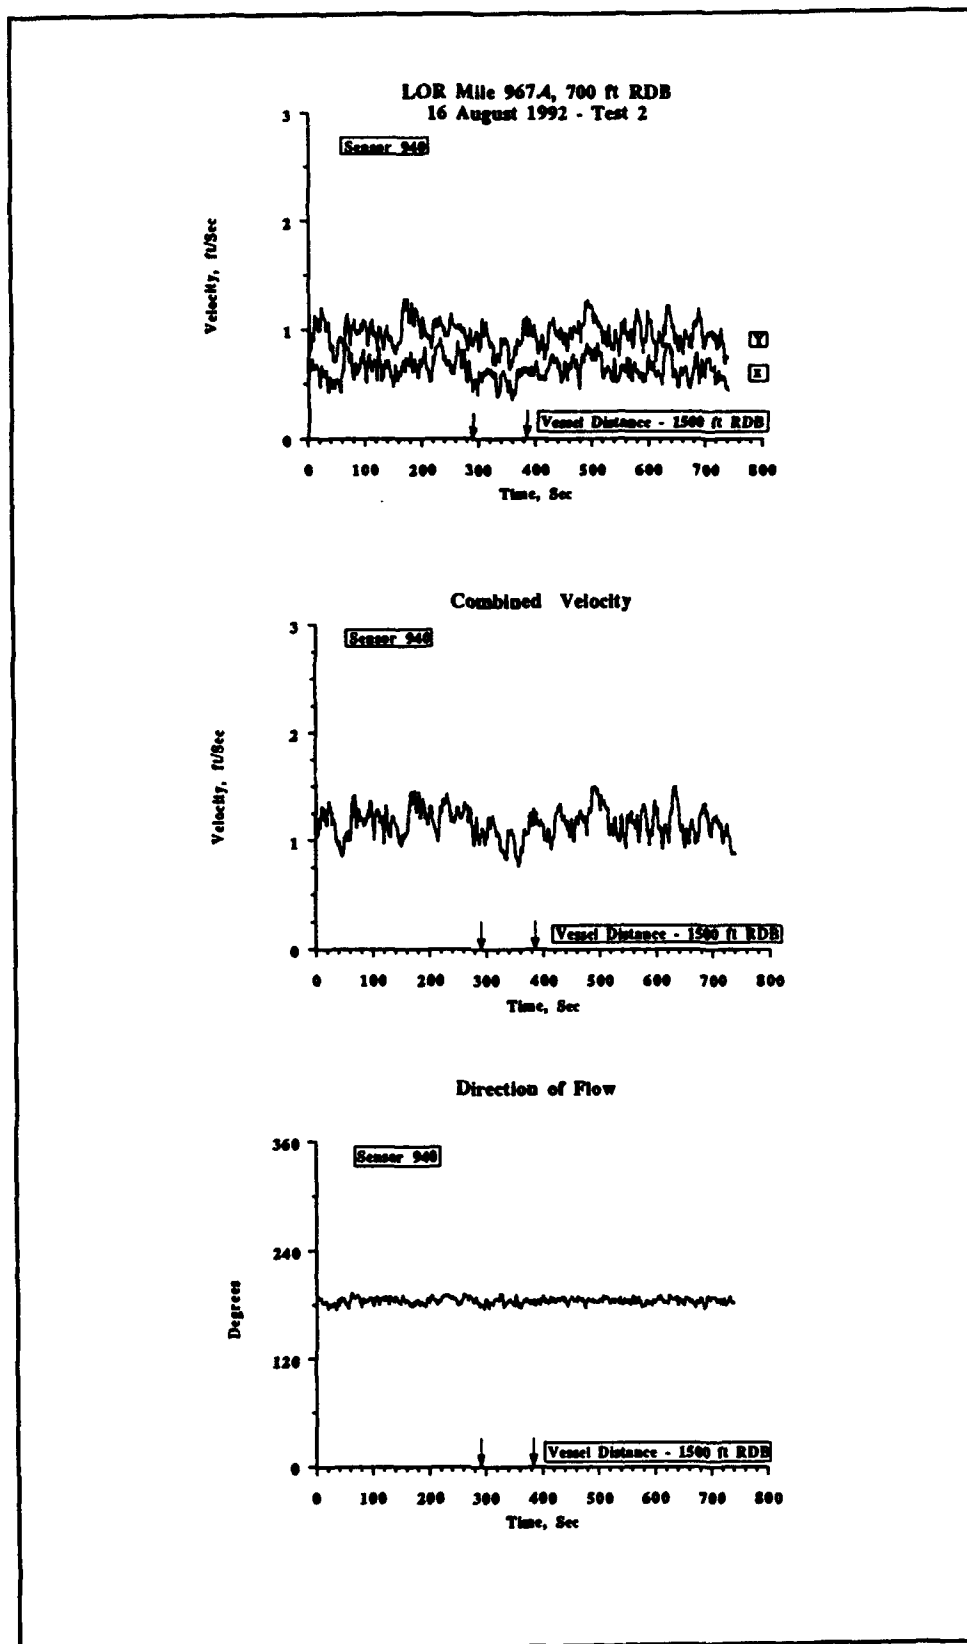 LOR Mile 967.4, 700 ft RDB
16 August 1992 - Test 2
3
Sensor 940
2
Velocity, ft/Sec
1
Y
X
Vessel Distance - 1500 ft RDB
0
0 100 200 300 400 500 600 700 800
Time, Sec
Combined Velocity
3
Sensor 940
2
Velocity, ft/Sec
1
Vessel Distance - 1500 ft RDB
0
0 100 200 300 400 500 600 700 800
Time, Sec
Direction of Flow
360
Sensor 940
240
Degrees
120
Vessel Distance - 1500 ft RDB
0
0 100 200 300 400 500 600 700 800
Time, Sec